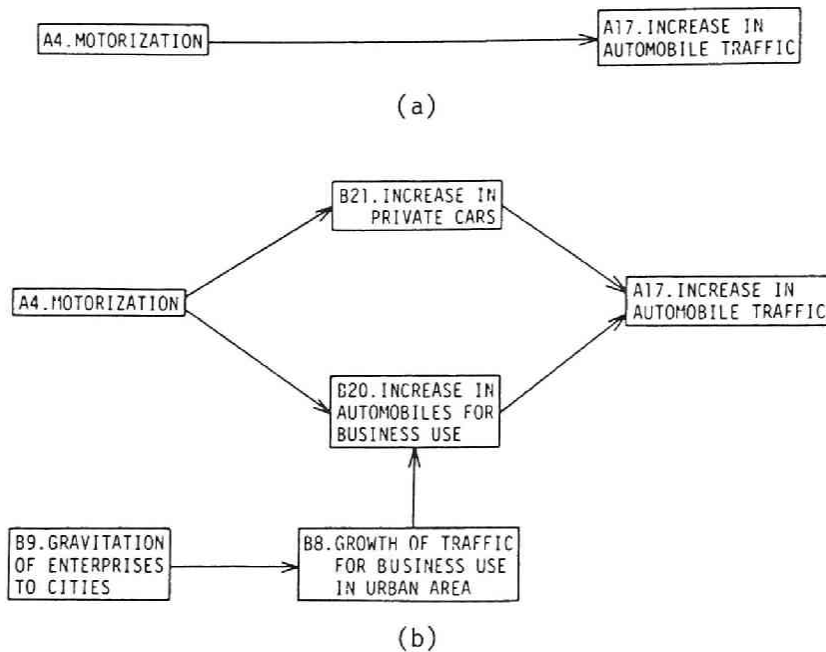 A4.MOTORIZATION
A17.INCREASE IN
AUTOMOBILE TRAFFIC
(a)
B21.INCREASE IN
PRIVATE CARS
A4.MOTORIZATION
A17.INCREASE IN
AUTOMOBILE TRAFFIC
B20.INCREASE IN
AUTOMOBILES FOR
BUSINESS USE
B9.GRAVITATION
OF ENTERPRISES
TO CITIES
B8.GROWTH OF TRAFFIC
FOR BUSINESS USE
IN URBAN AREA
(b)